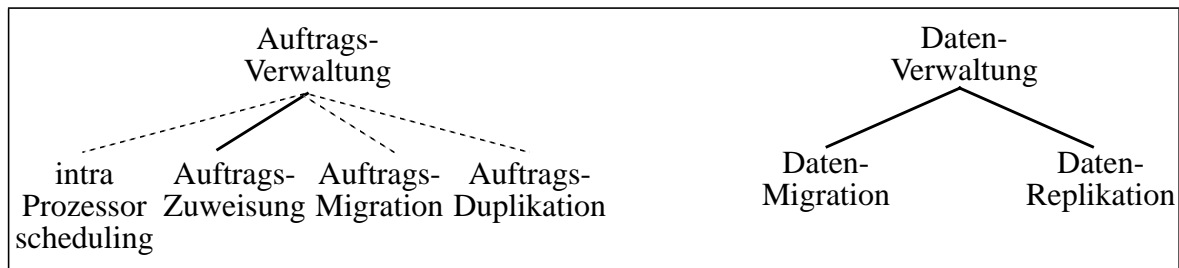 Auftrags-
Verwaltung
Daten-
Verwaltung
intra
Prozessor
scheduling
Auftrags-
Zuweisung
Auftrags-
Migration
Auftrags-
Duplikation
Daten-
Migration
Daten-
Replikation